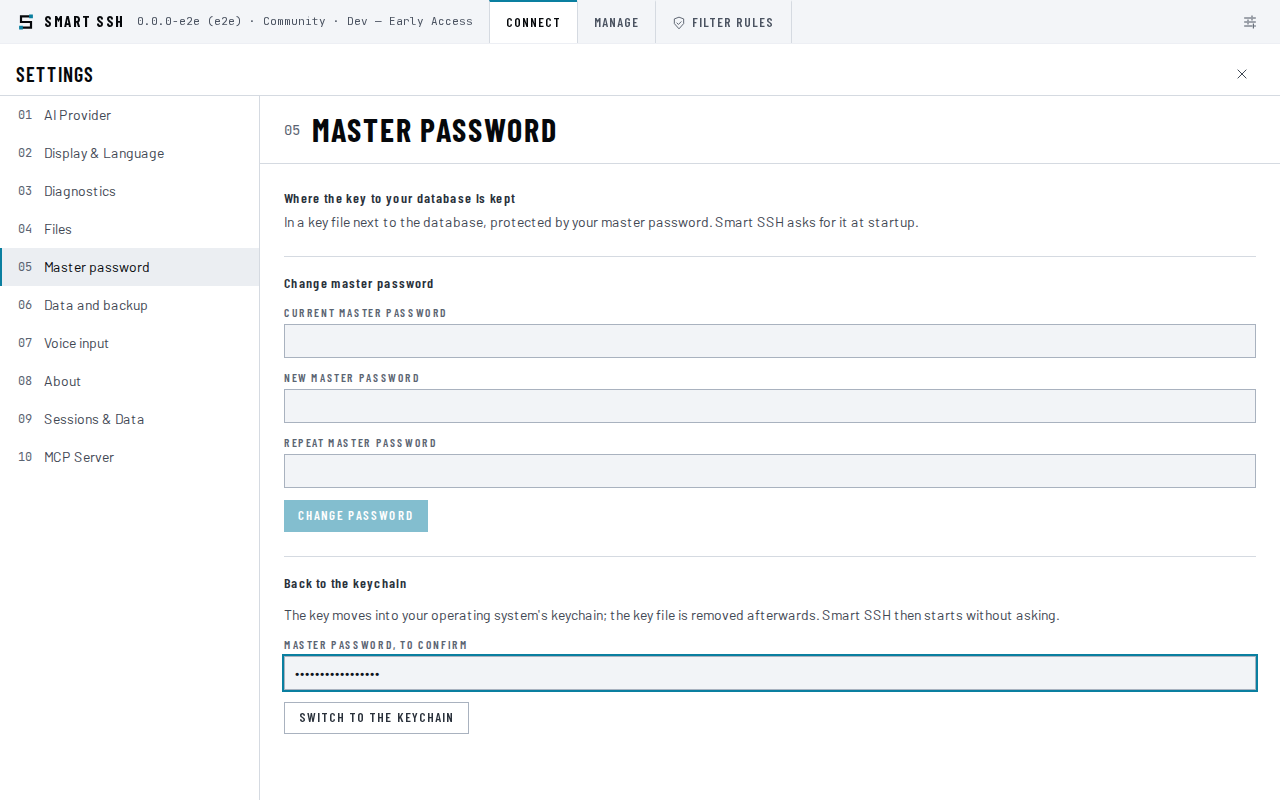 SMART SSH 0.0.0-e2e (e2e) · Community · Dev — Early Access CONNECT MANAGE FILTER RULES
SETTINGS
01 AI Provider
02 Display & Language
03 Diagnostics
04 Files
05 Master password
06 Data and backup
07 Voice input
08 About
09 Sessions & Data
10 MCP Server
05 MASTER PASSWORD
Where the key to your database is kept
In a key file next to the database, protected by your master password. Smart SSH asks for it at startup.
Change master password
CURRENT MASTER PASSWORD
NEW MASTER PASSWORD
REPEAT MASTER PASSWORD
CHANGE PASSWORD
Back to the keychain
The key moves into your operating system's keychain; the key file is removed afterwards. Smart SSH then starts without asking.
MASTER PASSWORD, TO CONFIRM
•••••••••••••••••
SWITCH TO THE KEYCHAIN